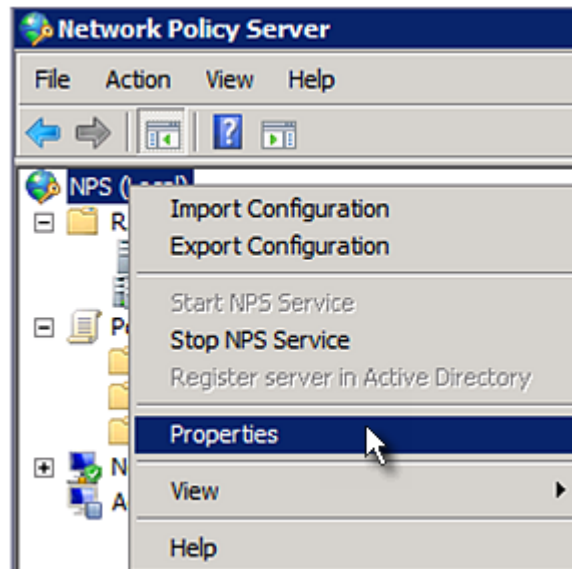 Network Policy Server
File Action View Help
NPS (Local)
Import Configuration
Export Configuration
Start NPS Service
Stop NPS Service
Register server in Active Directory
Properties
View
Help